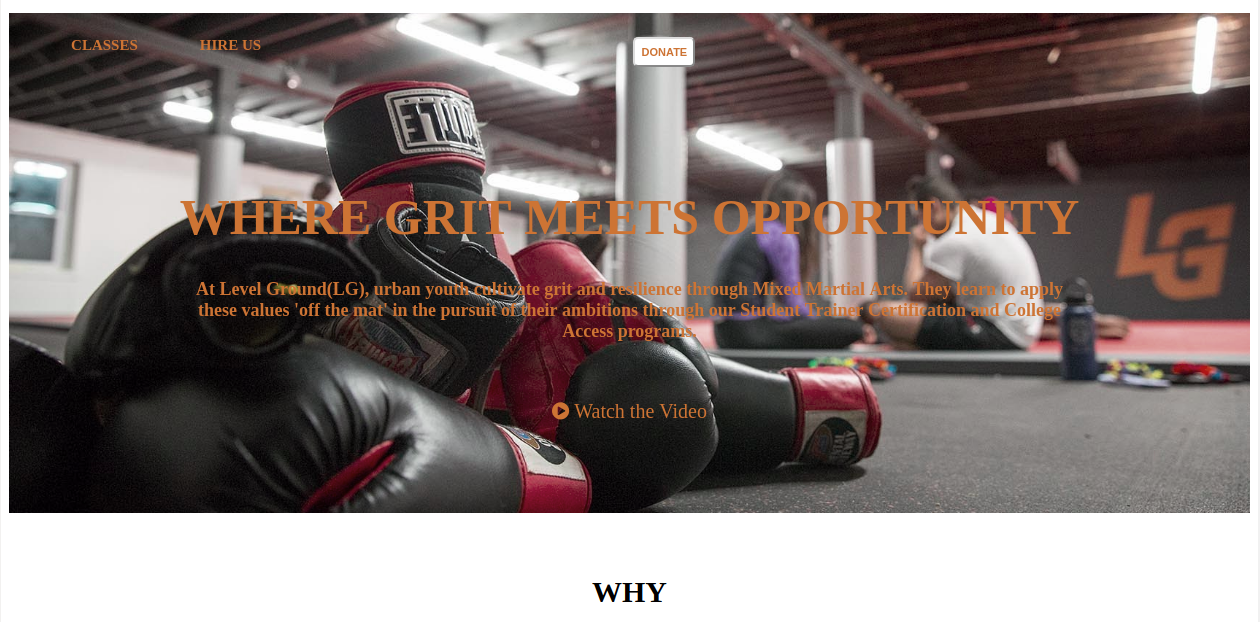 CLASSES HIRE US DONATE
WHERE GRIT MEETS OPPORTUNITY
LG
At Level Ground(LG), urban youth cultivate grit and resilience through Mixed Martial Arts. They learn to apply
these values 'off the mat' in the pursuit of their ambitions through our Student Trainer Certification and College
Access programs.
Watch the Video
WHY